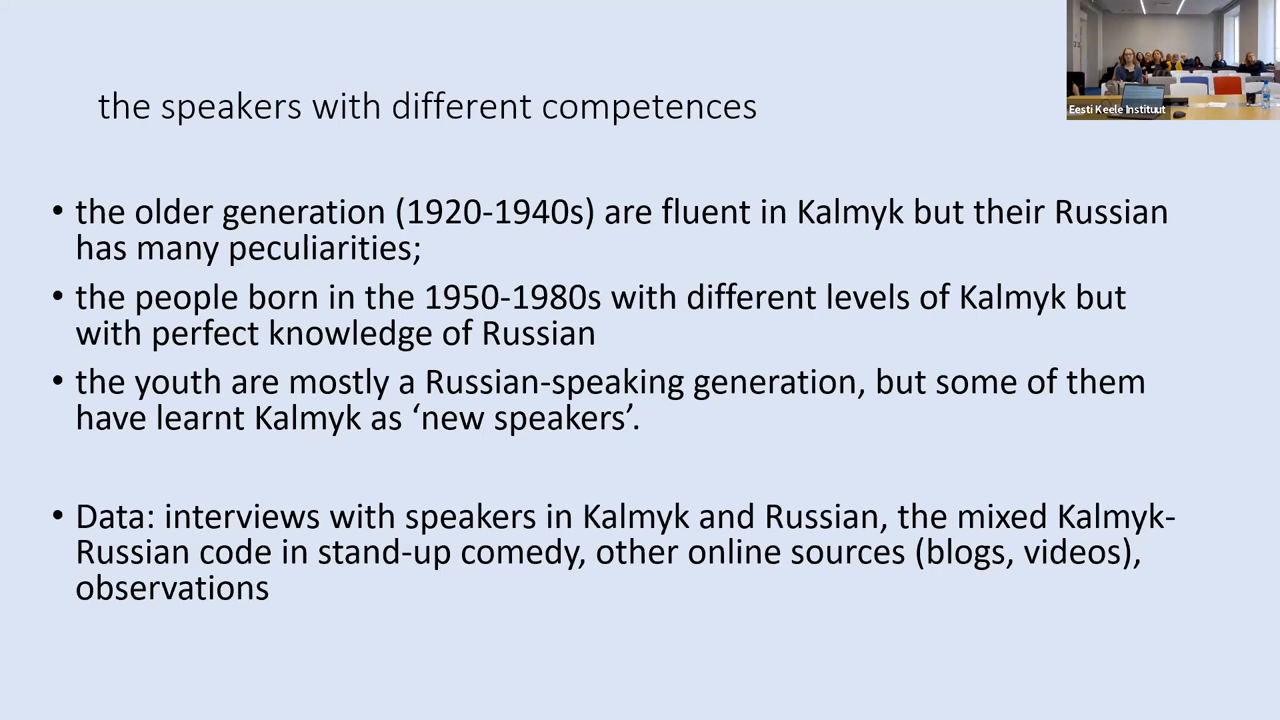 the speakers with different competences
Eesti Keele Instituut
• the older generation (1920-1940s) are fluent in Kalmyk but their Russian
has many peculiarities;
• the people born in the 1950-1980s with different levels of Kalmyk but
with perfect knowledge of Russian
• the youth are mostly a Russian-speaking generation, but some of them
have learnt Kalmyk as ‘new speakers’.
• Data: interviews with speakers in Kalmyk and Russian, the mixed Kalmyk-
Russian code in stand-up comedy, other online sources (blogs, videos),
observations